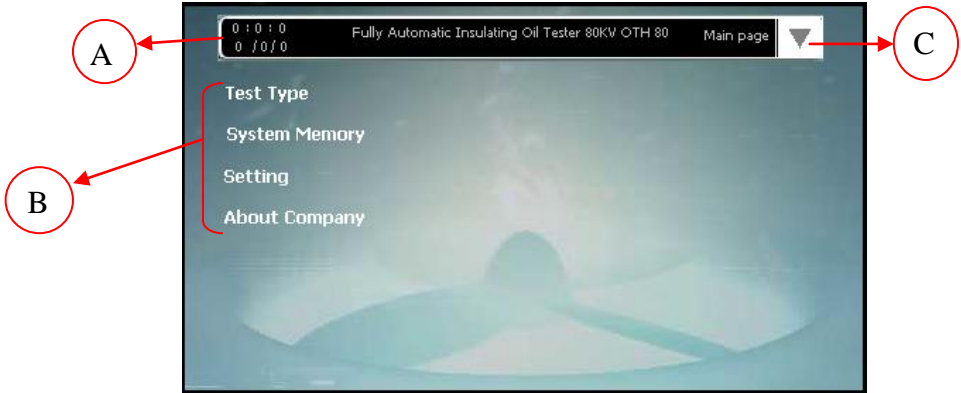 0 : 0 : 0
0 /0/ 0
Fully Automatic Insulating Oil Tester 80KV OTH 80
Main page
A
C
Test Type
System Memory
Setting
About Company
B